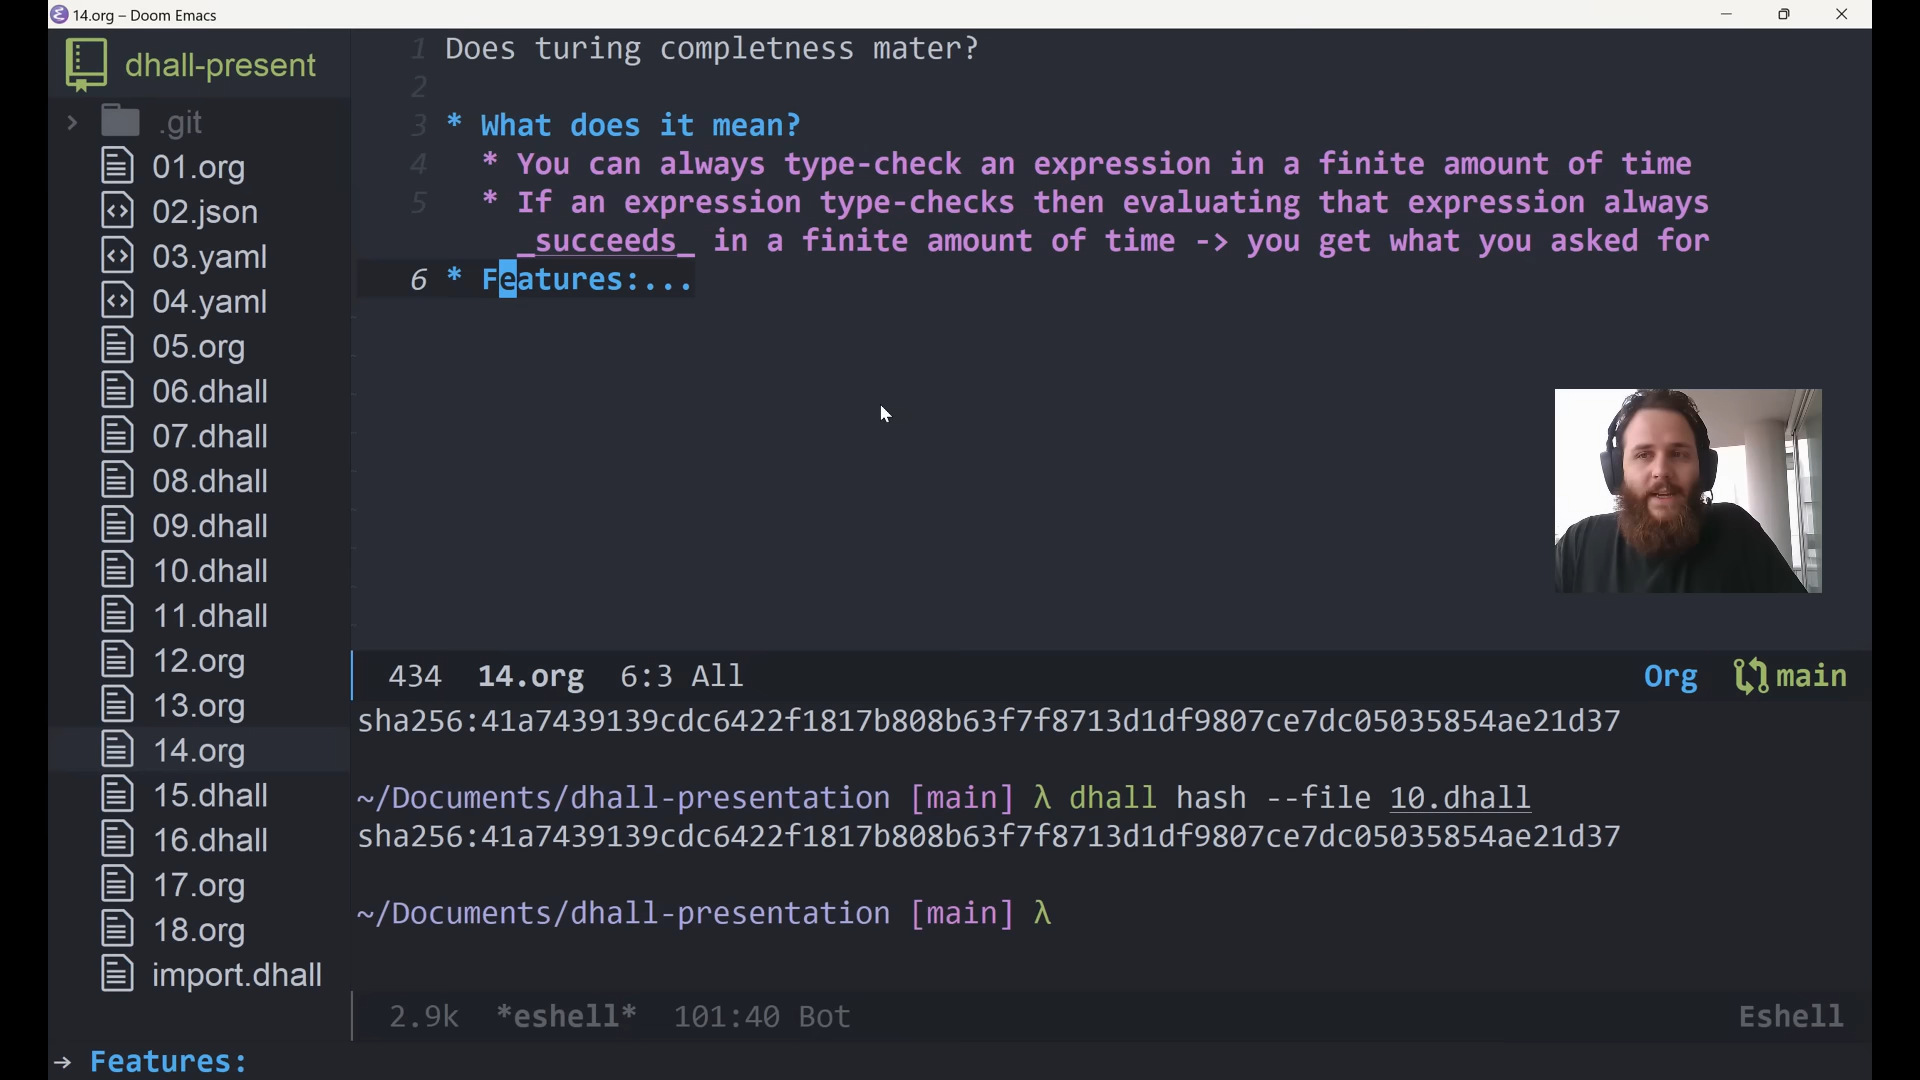 14.org – Doom Emacs
dhall-present
.git
01.org
02.json
03.yaml
04.yaml
05.org
06.dhall
07.dhall
08.dhall
09.dhall
10.dhall
11.dhall
12.org
13.org
14.org
15.dhall
16.dhall
17.org
18.org
import.dhall
1 Does turing completness mater?
2
3 * What does it mean?
4 * You can always type-check an expression in a finite amount of time
5 * If an expression type-checks then evaluating that expression always
_succeeds_ in a finite amount of time -> you get what you asked for
6 * Features:...
434 14.org 6:3 All Org main
sha256:41a7439139cdc6422f1817b808b63f7f8713d1df9807ce7dc05035854ae21d37
~/Documents/dhall-presentation [main] λ dhall hash --file 10.dhall
sha256:41a7439139cdc6422f1817b808b63f7f8713d1df9807ce7dc05035854ae21d37
~/Documents/dhall-presentation [main] λ
2.9k *eshell* 101:40 Bot Eshell
→ Features: